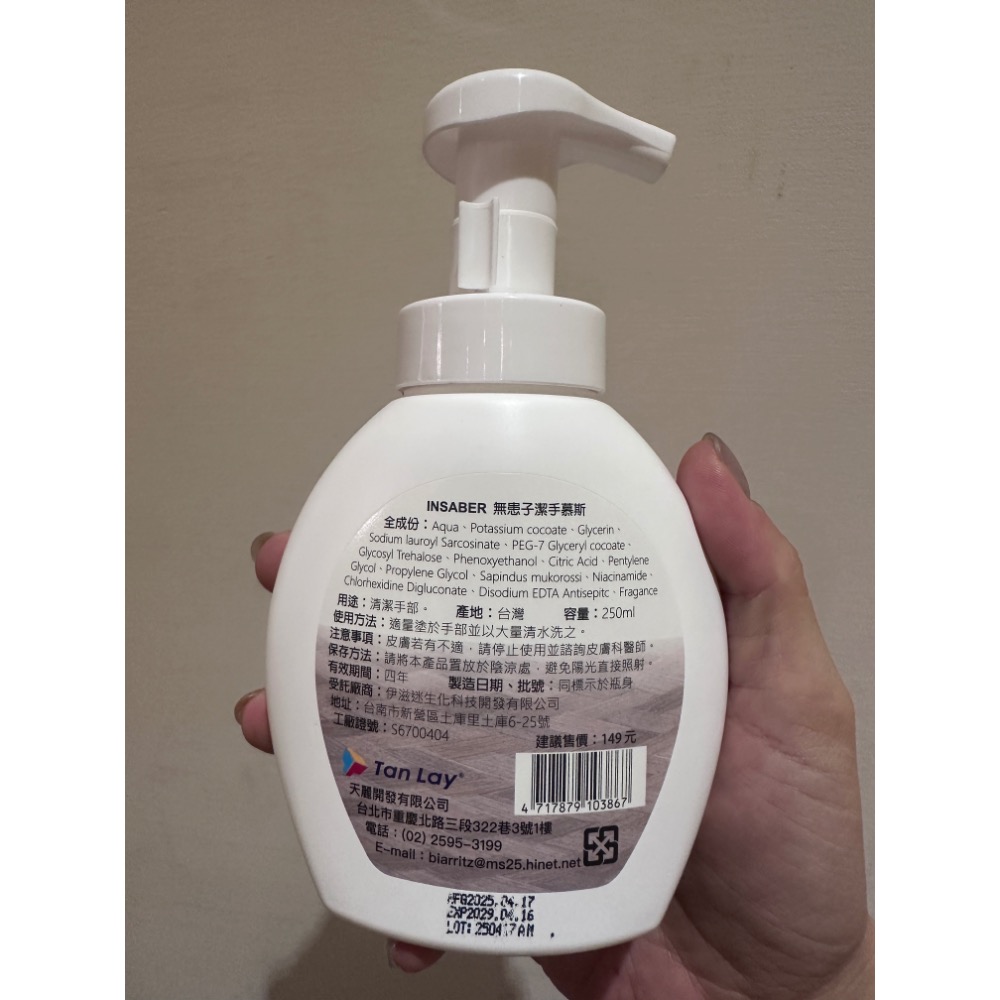 INSABER 無患子潔手慕斯
全成份：Aqua、Potassium cocoate、Glycerin、
Sodium lauroyl Sarcosinate、PEG-7 Glyceryl cocoate、
Glycosyl Trehalose、Phenoxyethanol、Citric Acid、Pentylene
Glycol、Propylene Glycol、Sapindus mukorossi、Niacinamide、
Chlorhexidine Digluconate、Disodium EDTA Antisepitc、Fragance
用途：清潔手部。 產地：台灣 容量：250ml
使用方法：適量塗於手部並以大量清水洗之。
注意事項：皮膚若有不適，請停止使用並諮詢皮膚科醫師。
保存方法：請將本產品置放於陰涼處，避免陽光直接照射。
有效期間：四年 製造日期、批號：同標示於瓶身
受託廠商：伊滋迷生化科技開發有限公司
地址：台南市新營區土庫里土庫6-25號
工廠證號：S6700404
建議售價：149元
Tan Lay®
4 717879 103867
天麗開發有限公司
台北市重慶北路三段322巷3號1樓
電話：(02) 2595-3199
E-mail：biarritz@ms25.hinet.net
MFG2025.04.17
EXP2029.04.16
LOT:250417AM